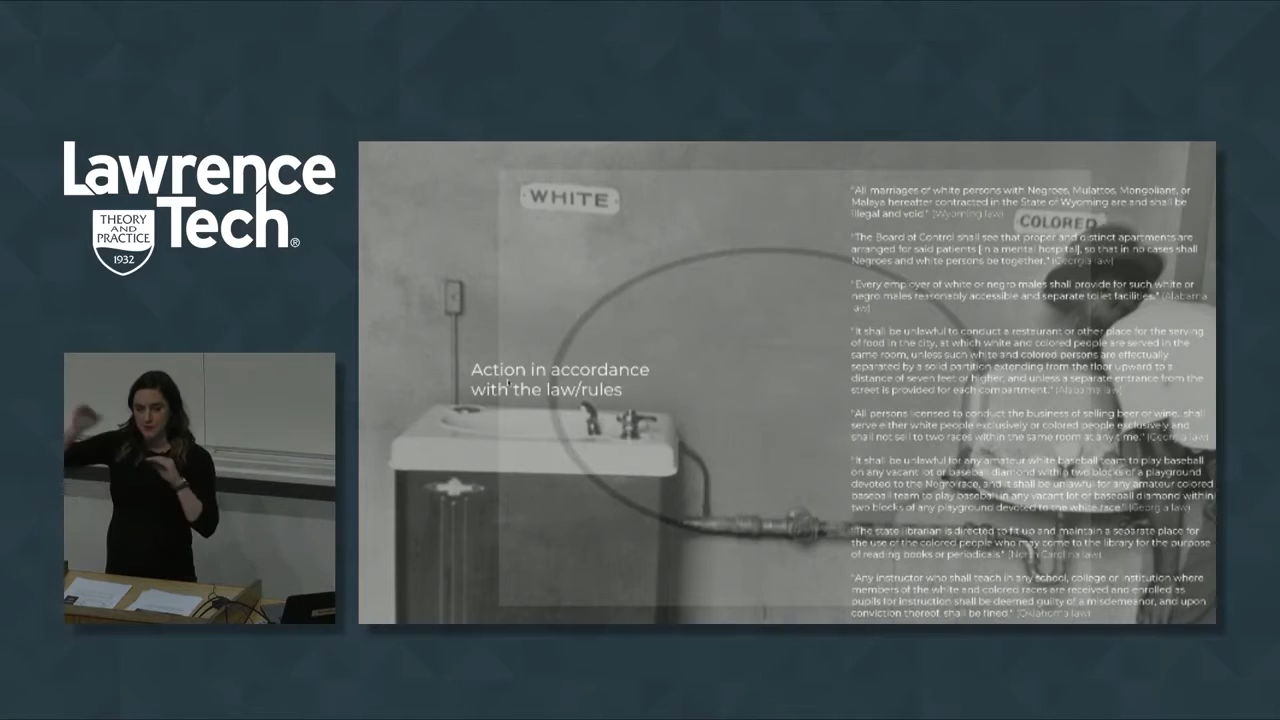 Lawrence
Tech®
THEORY
AND
PRACTICE
1932
WHITE
COLORED
Action in accordance
with the law/rules
"All marriages of white persons with Negroes, Mulattos, Mongolians, or
Malaya hereafter contracted in the State of Wyoming are and shall be
illegal and void." (Wyoming law)
"The Board of Control shall see that proper and distinct apartments are
arranged for said patients [in a mental hospital], so that in no cases shall
Negroes and white persons be together." (Georgia law)
"Every employer of white or negro males shall provide for such white or
negro males reasonably accessible and separate toilet facilities." (Alabama
law)
"It shall be unlawful to conduct a restaurant or other place for the serving
of food in the city, at which white and colored people are served in the
same room, unless such white and colored persons are effectually
separated by a solid partition extending from the floor upward to a
distance of seven feet or higher, and unless a separate entrance from the
street is provided for each compartment." (Alabama law)
"All persons licensed to conduct the business of selling beer or wine, shall
serve either white people exclusively or colored people exclusively and
shall not sell to two races within the same room at any time." (Georgia law)
"It shall be unlawful for any amateur white baseball team to play baseball
on any vacant lot or baseball diamond within two blocks of a playground
devoted to the Negro race, and it shall be unlawful for any amateur colored
baseball team to play baseball in any vacant lot or baseball diamond within
two blocks of any playground devoted to the white race." (Georgia law)
"The state librarian is directed to fit up and maintain a separate place for
the use of the colored people who may come to the library for the purpose
of reading books or periodicals." (North Carolina law)
"Any instructor who shall teach in any school, college or institution where
members of the white and colored races are received and enrolled as
pupils for instruction shall be deemed guilty of a misdemeanor, and upon
conviction thereof, shall be fined." (Oklahoma law)